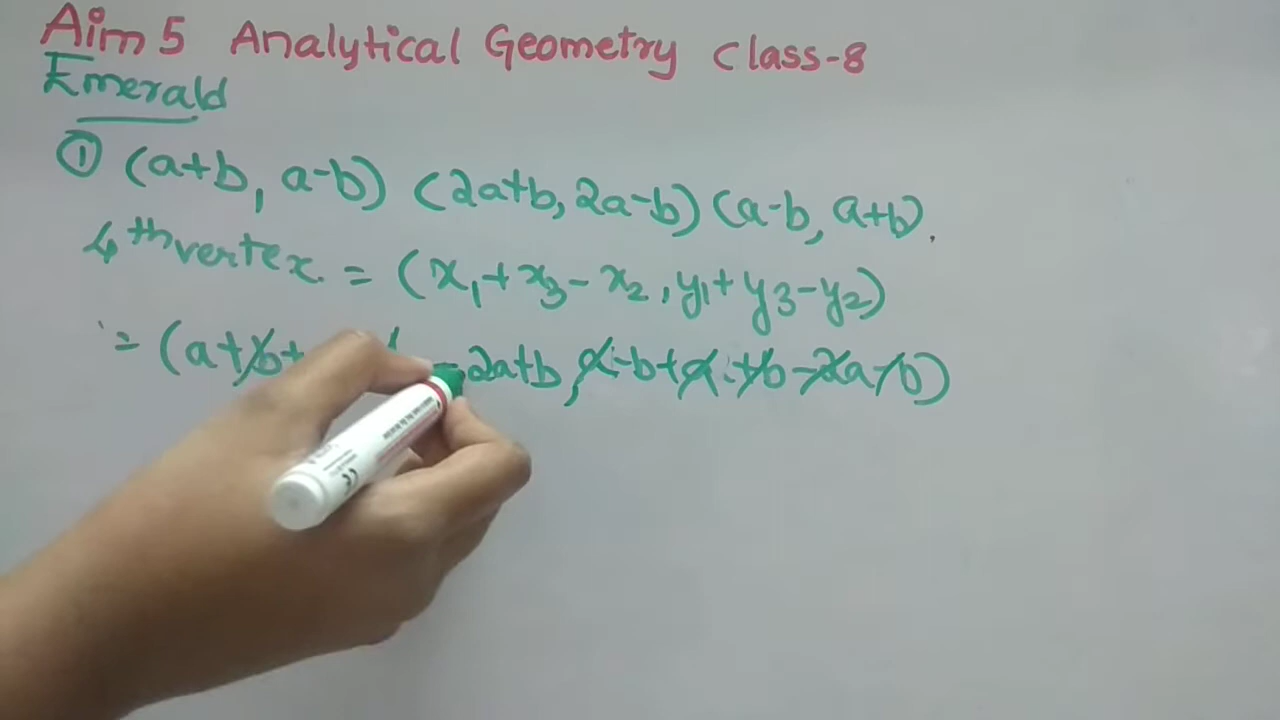 Aim 5 Analytical Geometry Class-8
Emerald
① (a+b, a-b) (2a+b, 2a-b) (a-b, a+b).
4th vertex = (x₁+x₃-x₂, y₁+y₃-y₂)
= (a+b+ -2a+b, a-b+a+b-2a-b)